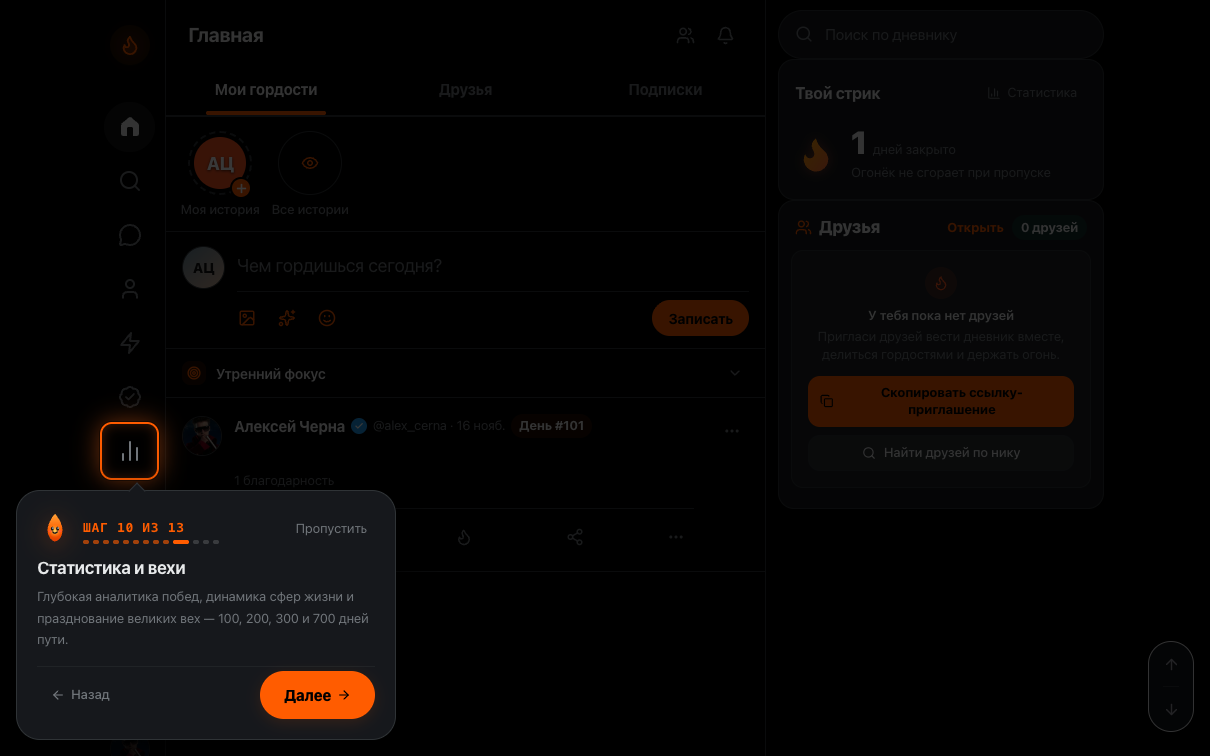 Главная
Мои гордости
Друзья
Подписки
АЦ
Моя история
Все истории
АЦ
Чем гордишься сегодня?
Записать
Утренний фокус
Алексей Черна @alex_cerna · 16 нояб. День #101
1 благодарность
Поиск по дневнику
Твой стрик
Статистика
1 дней закрыто
Огонёк не сгорает при пропуске
Друзья
Открыть
0 друзей
У тебя пока нет друзей
Пригласи друзей вести дневник вместе,
делиться гордостями и держать огонь.
Скопировать ссылку-
приглашение
Найти друзей по нику
ШАГ 10 ИЗ 13
Пропустить
Статистика и вехи
Глубокая аналитика побед, динамика сфер жизни и
празднование великих вех — 100, 200, 300 и 700 дней
пути.
← Назад
Далее →